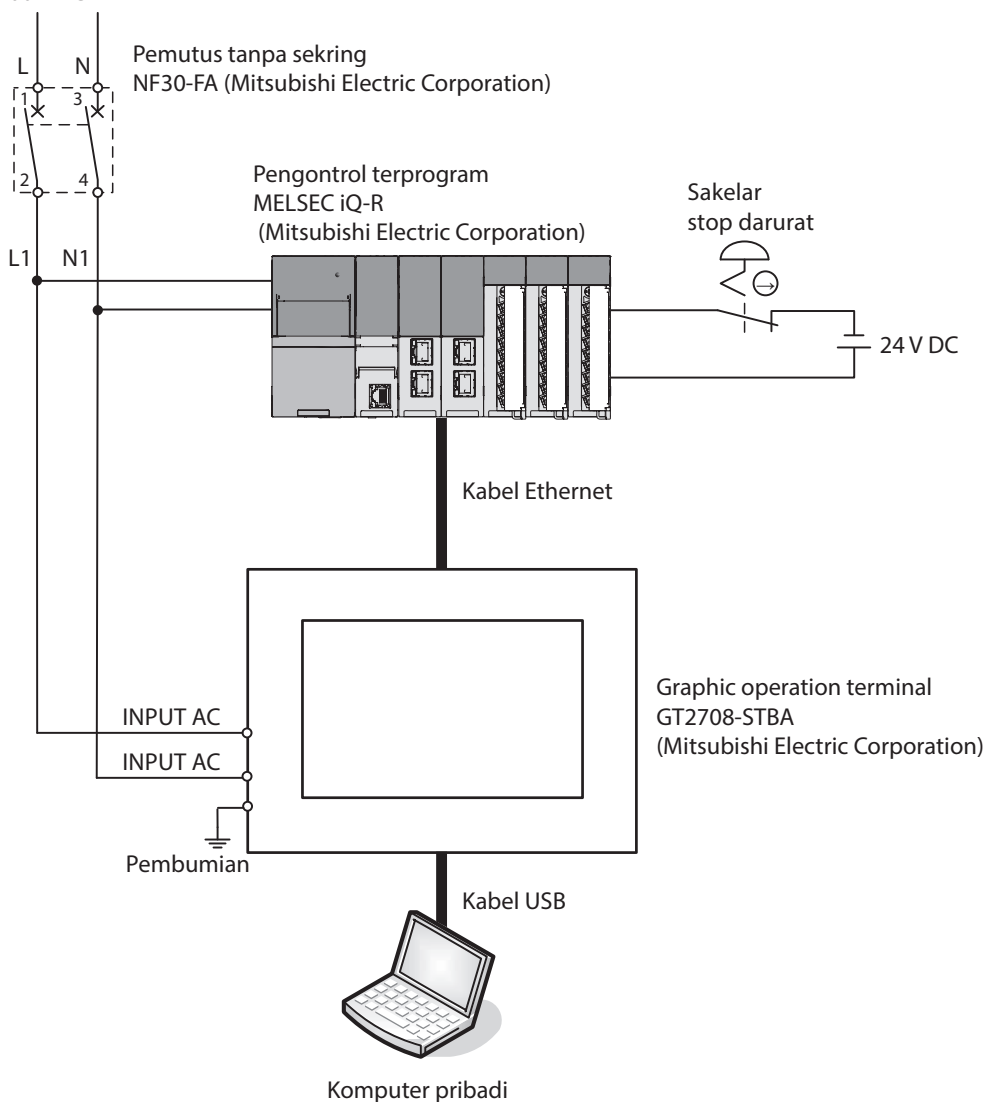 L
N
Pemutus tanpa sekring
NF30-FA (Mitsubishi Electric Corporation)
1
3
2
4
L1
N1
Pengontrol terprogram
MELSEC iQ-R
(Mitsubishi Electric Corporation)
Sakelar
stop darurat
24 V DC
Kabel Ethernet
INPUT AC
INPUT AC
Pembumian
Graphic operation terminal
GT2708-STBA
(Mitsubishi Electric Corporation)
Kabel USB
Komputer pribadi